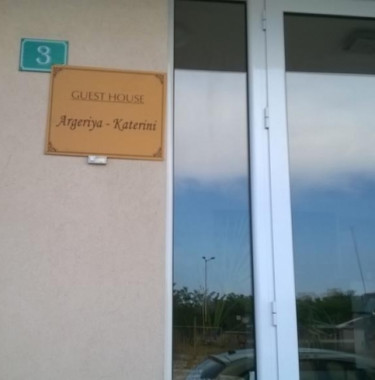 3
GUEST HOUSE
Argeriya - Katerini